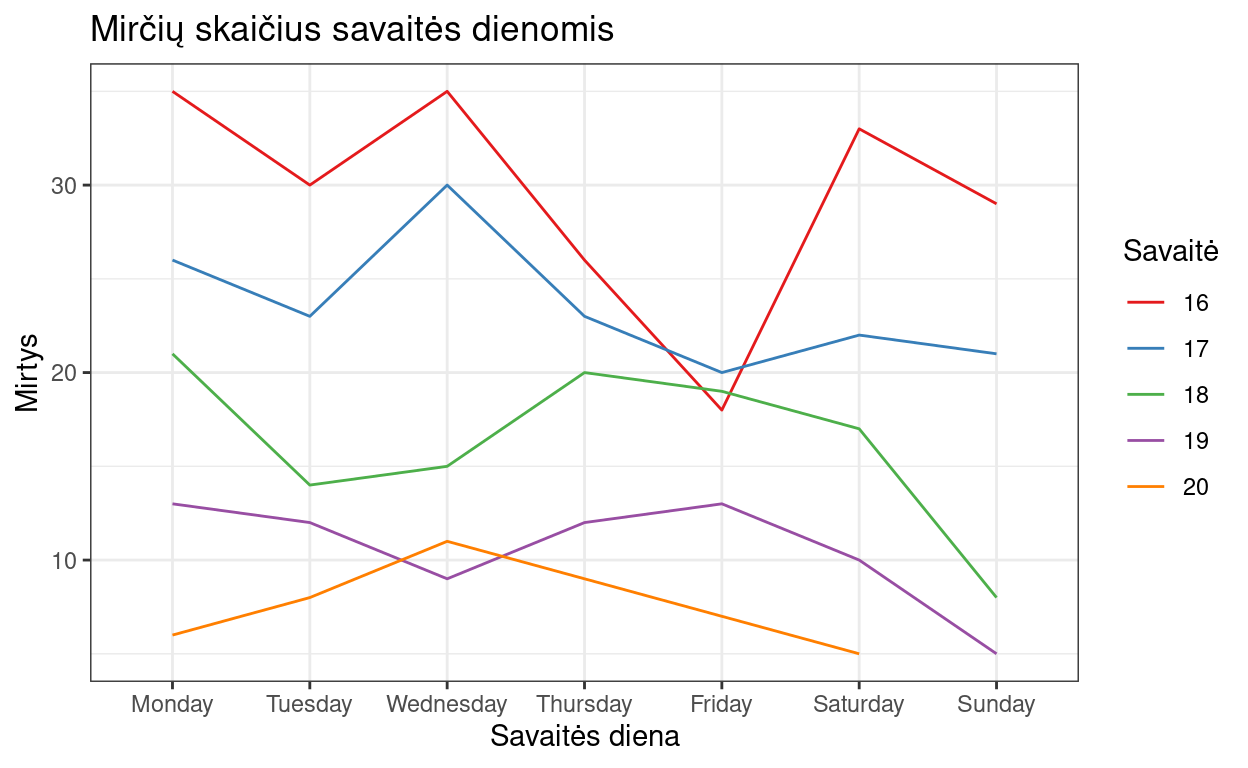 Mirčių skaičius savaitės dienomis
Mirtys
30
20
10
Monday Tuesday Wednesday Thursday Friday Saturday Sunday
Savaitės diena
Savaitė
16
17
18
19
20